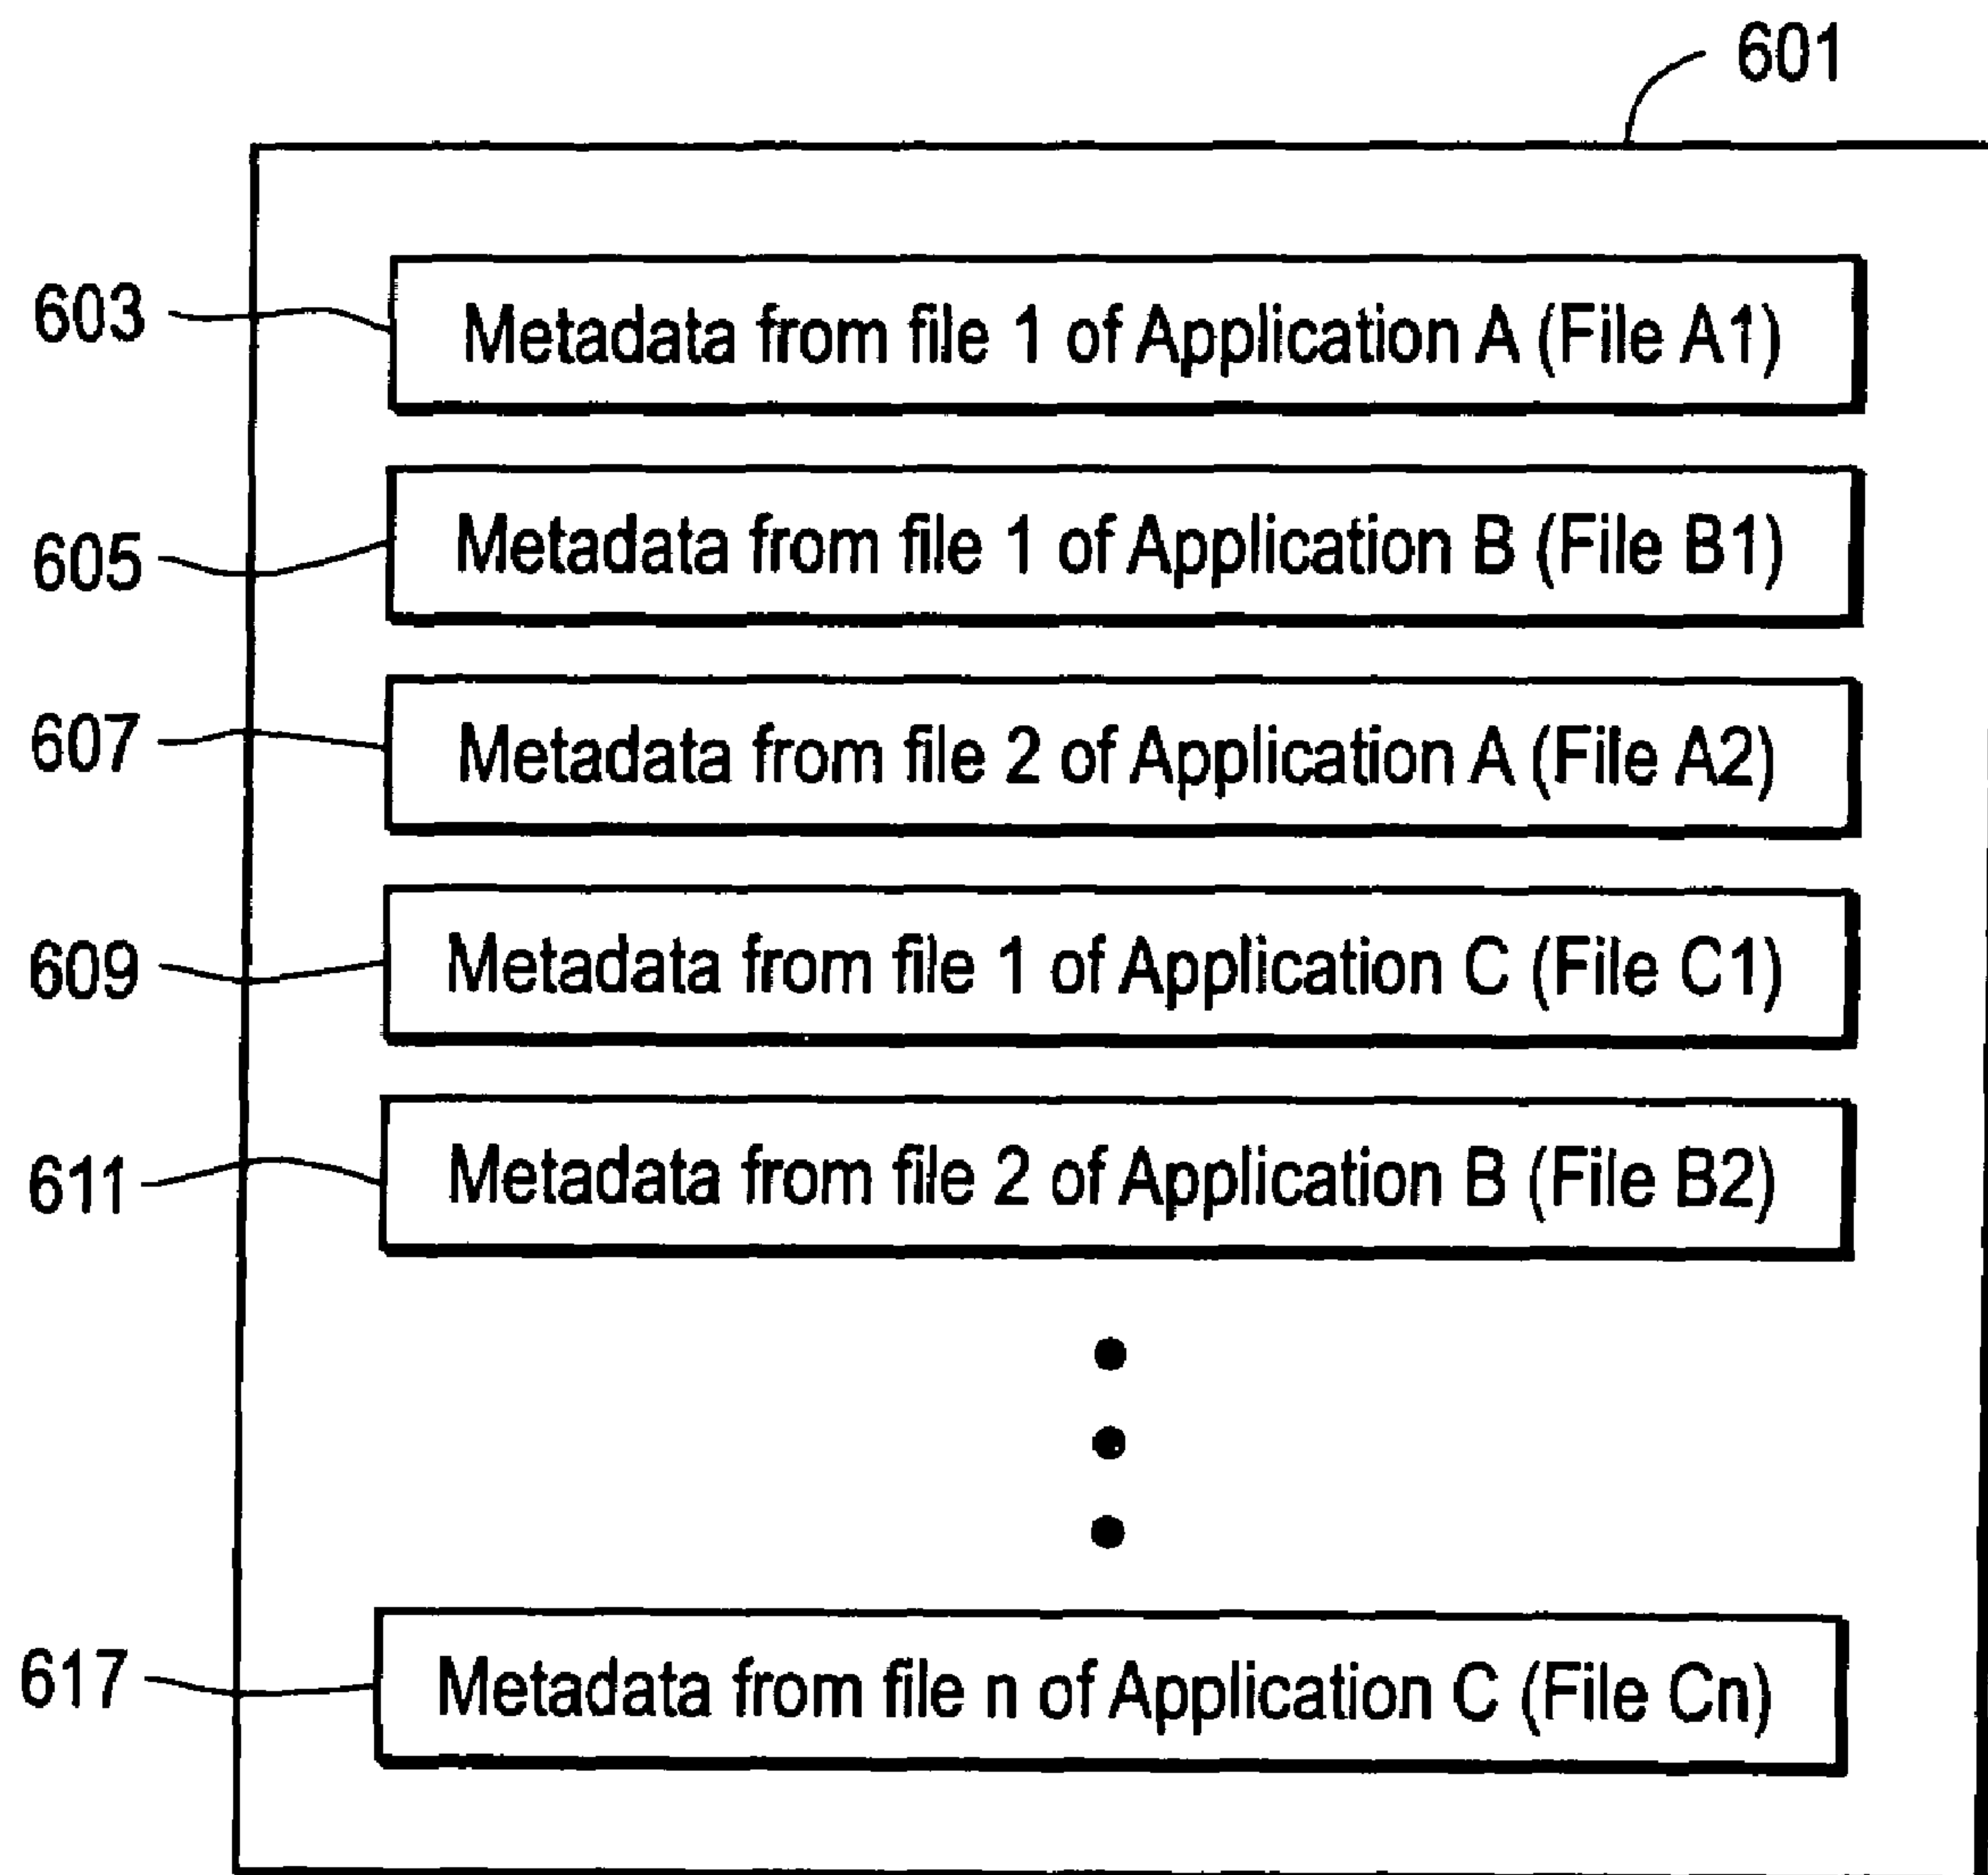 601
603
Metadata from file 1 of Application A (File A1)
605
Metadata from file 1 of Application B (File B1)
607
Metadata from file 2 of Application A (File A2)
609
Metadata from file 1 of Application C (File C1)
611
Metadata from file 2 of Application B (File B2)
617
Metadata from file n of Application C (File Cn)